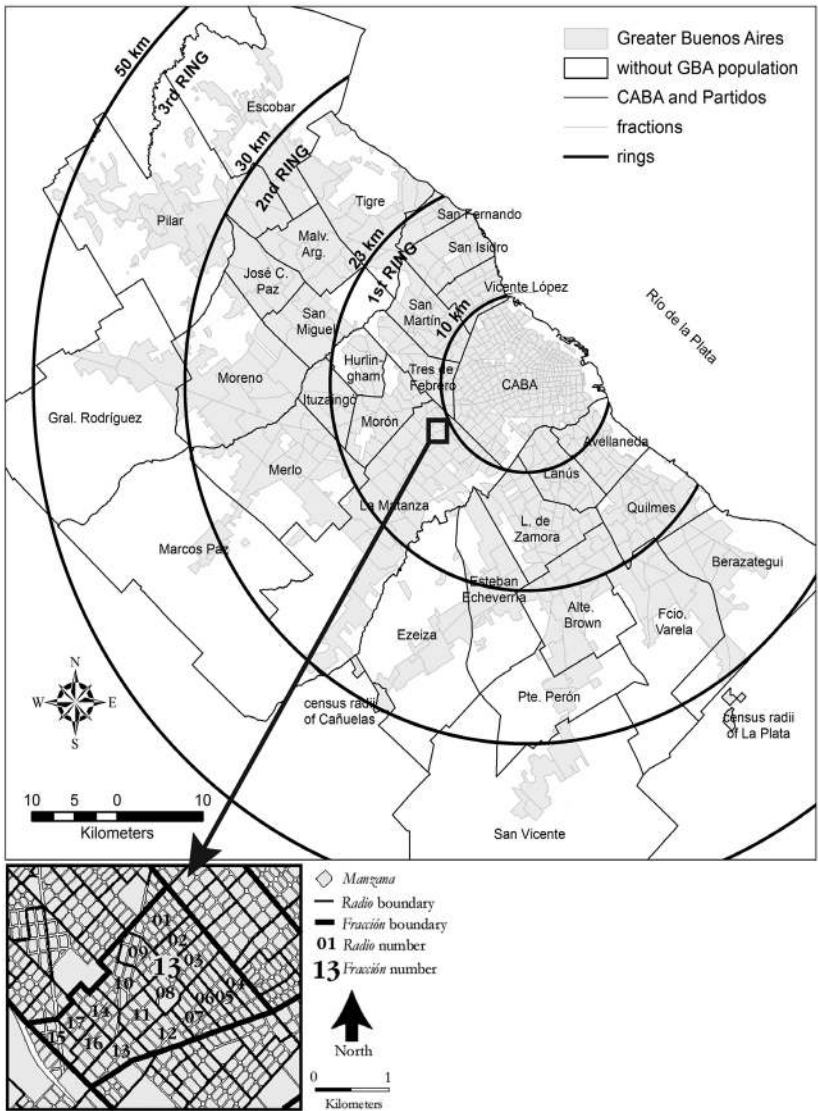 50 km
3rd RING
Escobar
30 km
2nd RING
Pilar
Tigre
23 km
1st RING
San Fernando
San Isidro
Malv.
Arg.
José C.
Paz
San
Miguel
San
Martín
10 km
Vicente López
Río de la Plata
Hurlin-
gham
Tres de
Febrero
CABA
Moreno
Ituzaingó
Morón
Gral. Rodríguez
Merlo
Avellaneda
Lanús
La Matanza
Quilmes
L. de
Zamora
Marcos Paz
Esteban
Echeverria
Berazategui
Ezeiza
Alte.
Brown
Fcio.
Varela
Pte. Perón
census radii
of Cañuelas
census radii
of La Plata
San Vicente
Greater Buenos Aires
without GBA population
CABA and Partidos
fractions
rings
N
W
E
S
10 5 0 10
Kilometers
01
02
09
13
03
10
08
04
06
05
14
11
07
17
12
15
16
13
Manzana
Radio boundary
Fracción boundary
01 Radio number
13 Fracción number
North
0 1
Kilometers